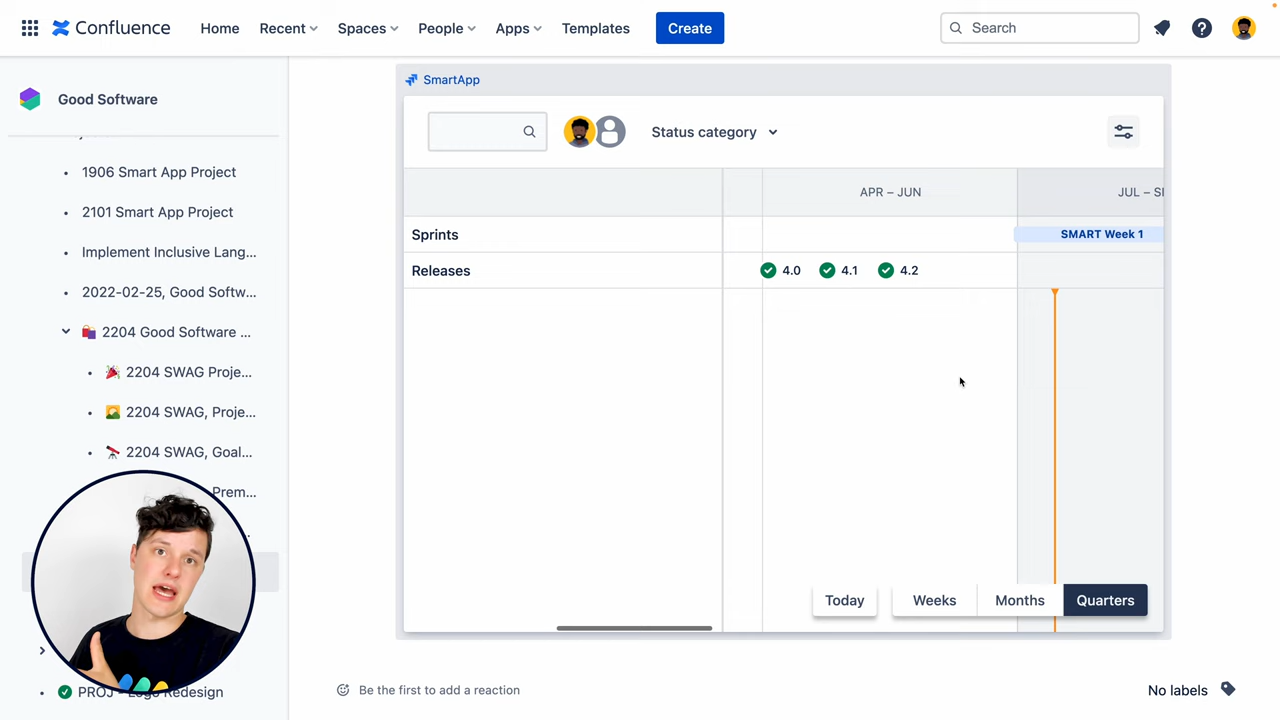 Confluence
Home
Recent
Spaces
People
Apps
Templates
Create
Search
Good Software
1906 Smart App Project
2101 Smart App Project
Implement Inclusive Lang...
2022-02-25, Good Softw...
2204 Good Software ...
2204 SWAG Proje...
2204 SWAG, Proje...
2204 SWAG, Goal...
Prem...
PROJ - Logo Redesign
SmartApp
Status category
APR – JUN
JUL – SE
Sprints
SMART Week 1
Releases
4.0
4.1
4.2
Today
Weeks
Months
Quarters
Be the first to add a reaction
No labels